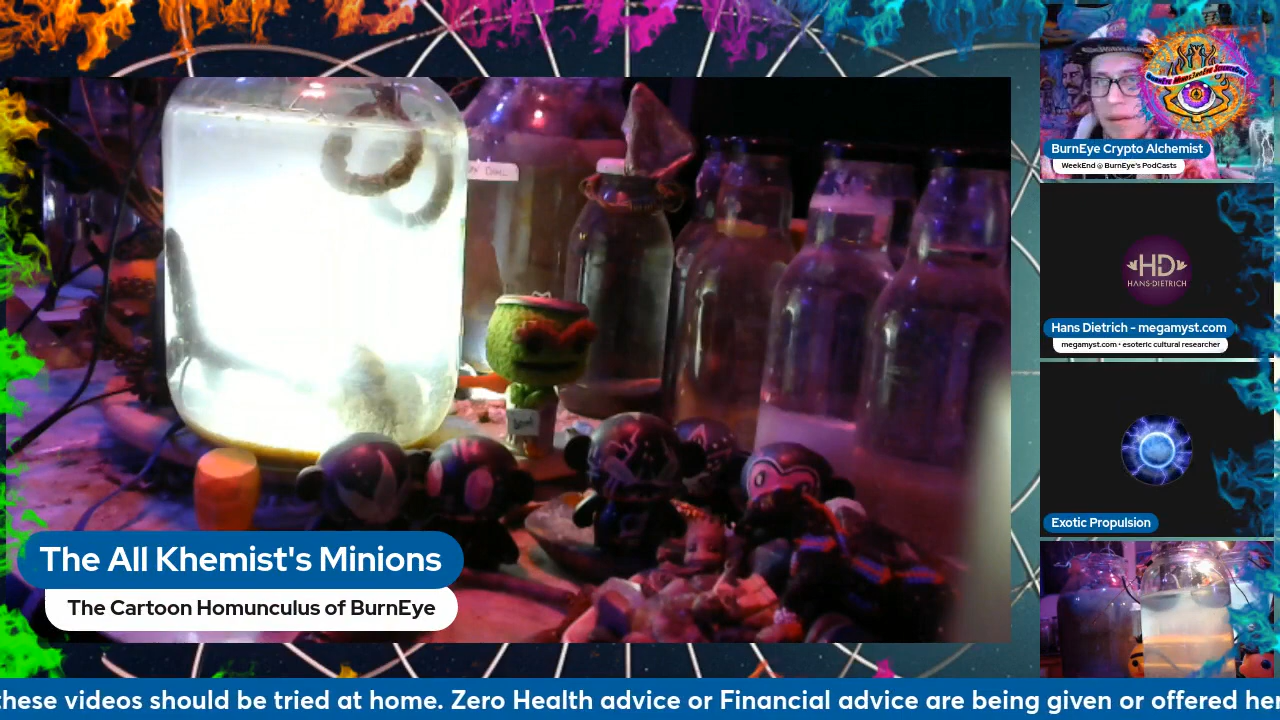 The All Khemist's Minions
The Cartoon Homunculus of BurnEye
BurnEye Crypto Alchemist
WeekEnd @ BurnEye's PodCasts
HD
HANS-DIETRICH
Hans Dietrich - megamyst.com
megamyst.com • esoteric cultural researcher
Exotic Propulsion
these videos should be tried at home. Zero Health advice or Financial advice are being given or offered her